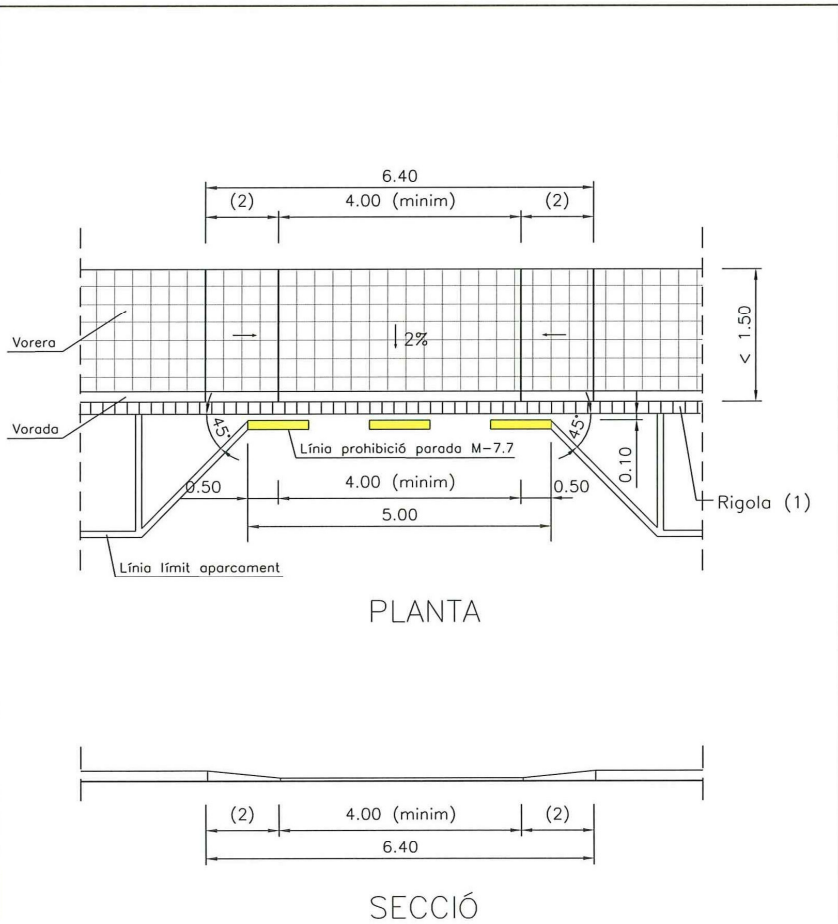 6.40
(2) 4.00 (minim) (2)
Vorera
2%
< 1.50
Vorada
45°
45°
Línia prohibició parada M-7.7
0.10
0.50 4.00 (minim) 0.50
Rigola (1)
5.00
Línia límit aparcament
PLANTA
(2) 4.00 (minim) (2)
6.40
SECCIÓ